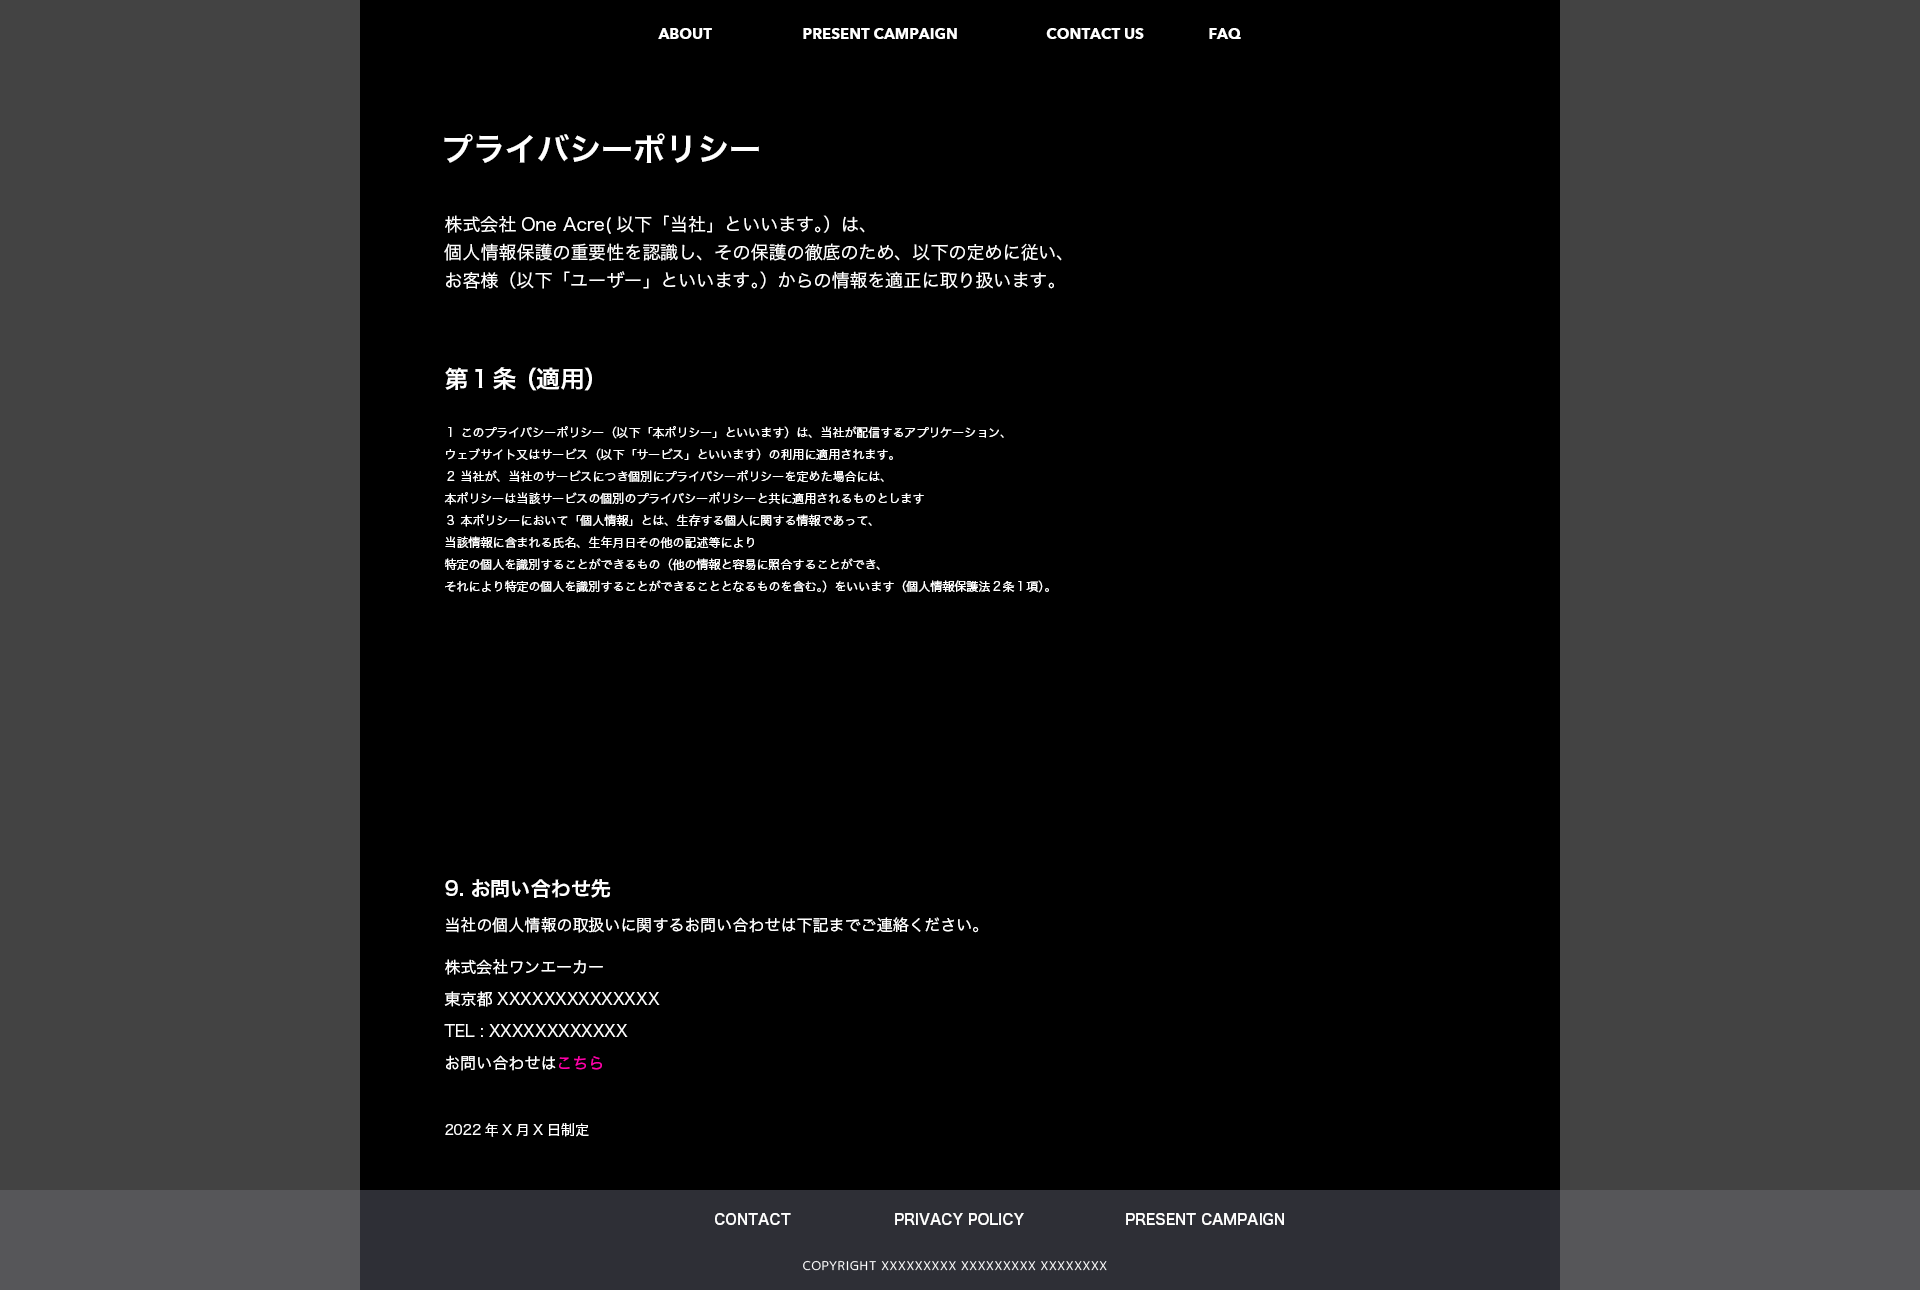 ABOUT PRESENT CAMPAIGN CONTACT US FAQ
プライバシーポリシー
株式会社 One Acre( 以下「当社」といいます。）は、
個人情報保護の重要性を認識し、その保護の徹底のため、以下の定めに従い、
お客様（以下「ユーザー」といいます。）からの情報を適正に取り扱います。
第１条 (適用)
１ このプライバシーポリシー（以下「本ポリシー」といいます）は、当社が配信するアプリケーション、
ウェブサイト又はサービス（以下「サービス」といいます）の利用に適用されます。
２ 当社が、当社のサービスにつき個別にプライバシーポリシーを定めた場合には、
本ポリシーは当該サービスの個別のプライバシーポリシーと共に適用されるものとします
３ 本ポリシーにおいて「個人情報」とは、生存する個人に関する情報であって、
当該情報に含まれる氏名、生年月日その他の記述等により
特定の個人を識別することができるもの（他の情報と容易に照合することができ、
それにより特定の個人を識別することができることとなるものを含む。）をいいます（個人情報保護法２条１項）。
9. お問い合わせ先
当社の個人情報の取扱いに関するお問い合わせは下記までご連絡ください。
株式会社ワンエーカー
東京都 XXXXXXXXXXXXXX
TEL : XXXXXXXXXXXX
お問い合わせはこちら
2022 年 X 月 X 日制定
CONTACT PRIVACY POLICY PRESENT CAMPAIGN
COPYRIGHT XXXXXXXXX XXXXXXXXX XXXXXXXX